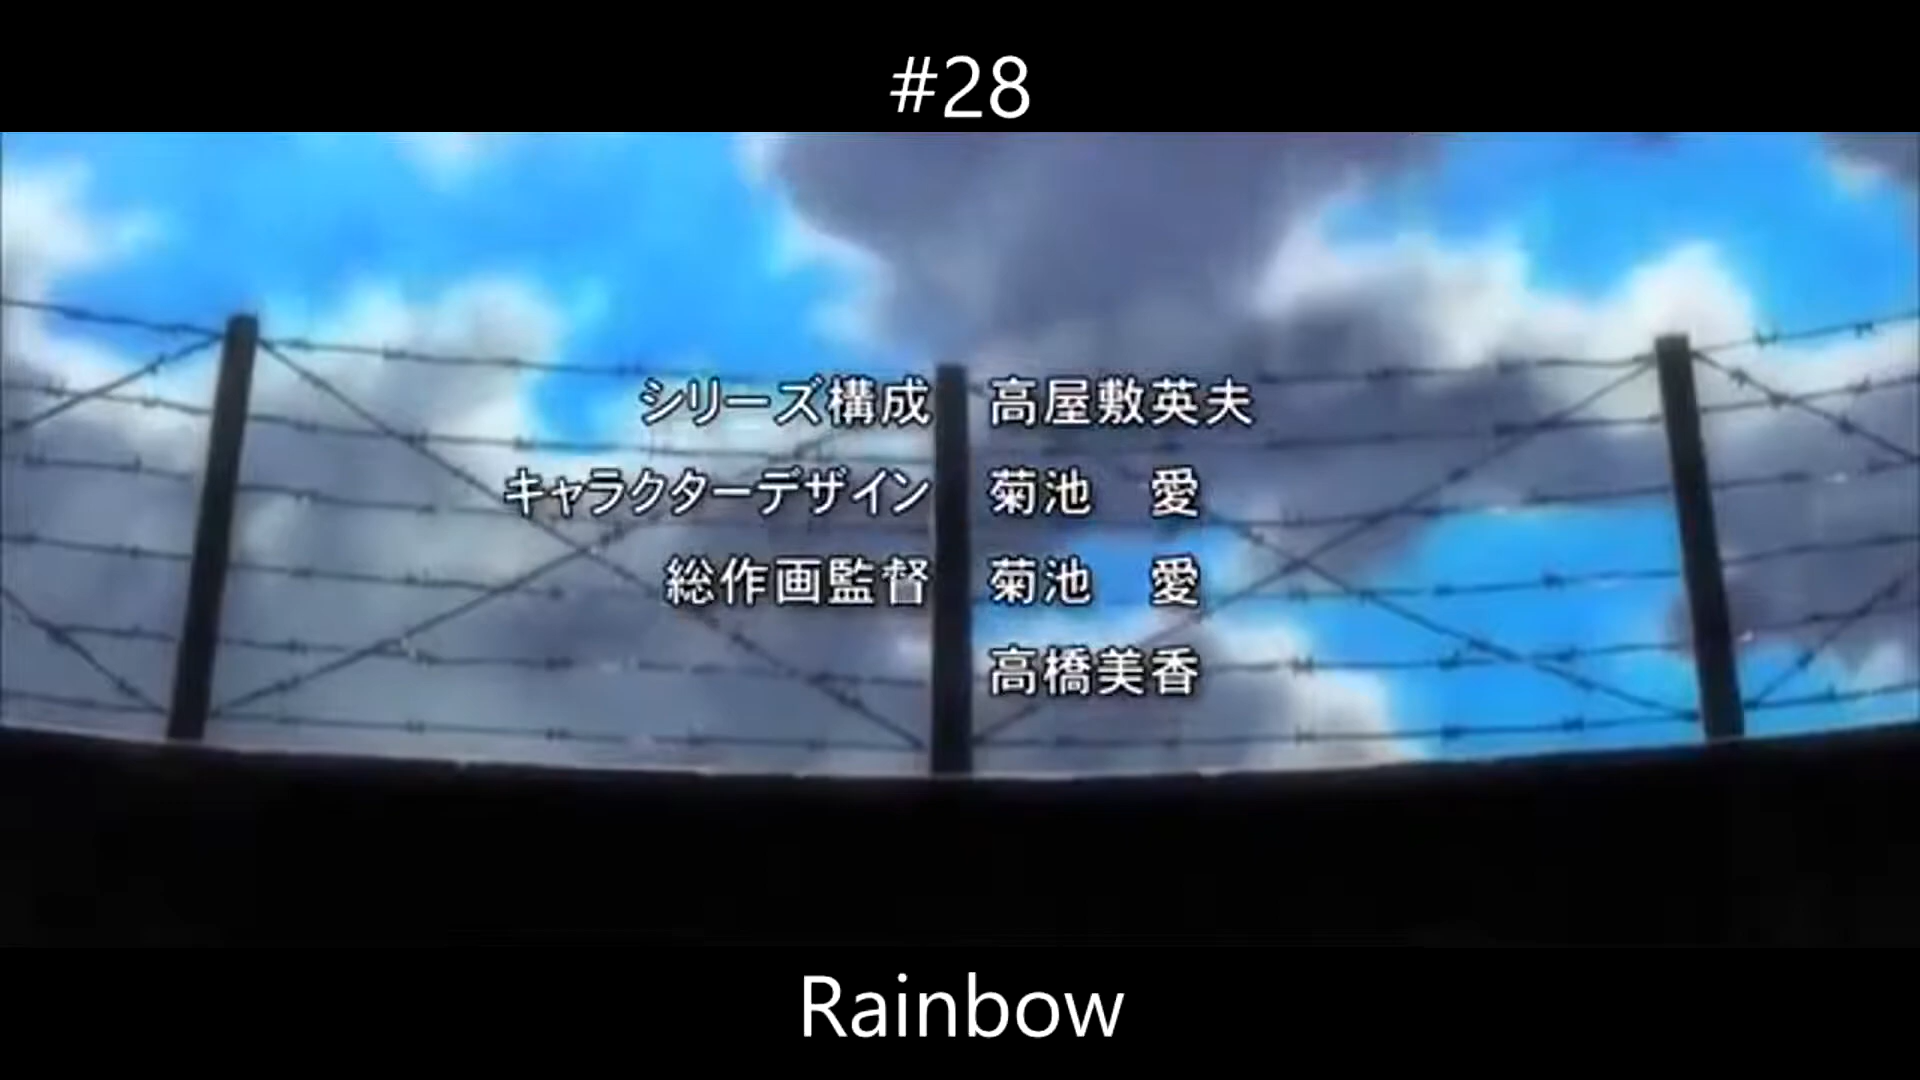 #28
シリーズ構成 高屋敷英夫
キャラクターデザイン 菊池 愛
総作画監督 菊池 愛
高橋美香
Rainbow